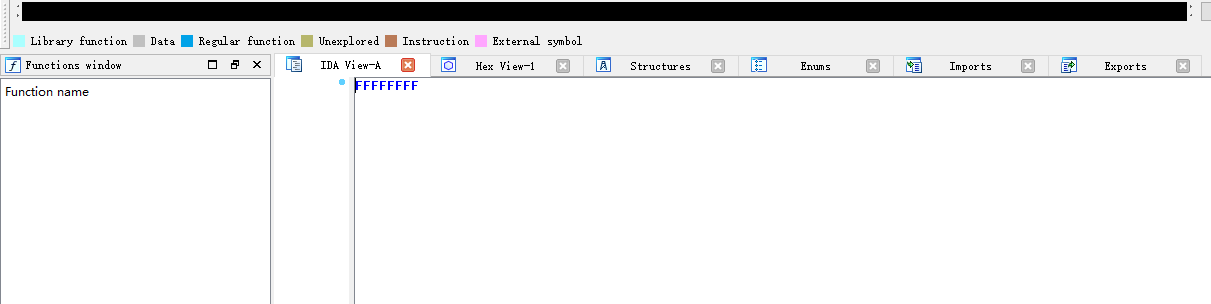 Library function Data Regular function Unexplored Instruction External symbol
Functions window IDA View-A Hex View-1 Structures Enums Imports Exports
Function name
FFFFFFFF